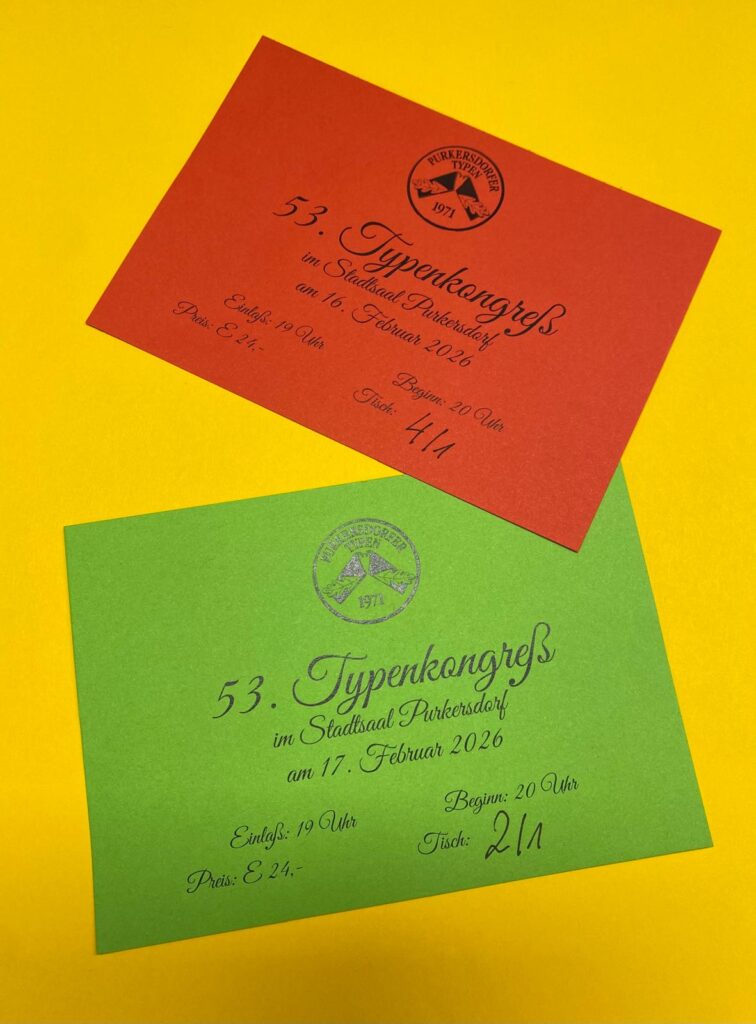 PURKERSDORFER
TYPEN
1971
53. Typenkongreß
im Stadtsaal Purkersdorf
am 16. Februar 2026
Einlaß: 19 Uhr
Preis: E 24,-
Beginn: 20 Uhr
Tisch: 4/1
PURKERSDORFER
TYPEN
1971
53. Typenkongreß
im Stadtsaal Purkersdorf
am 17. Februar 2026
Einlaß: 19 Uhr
Beginn: 20 Uhr
Preis: E 24,-
Tisch: 2/1